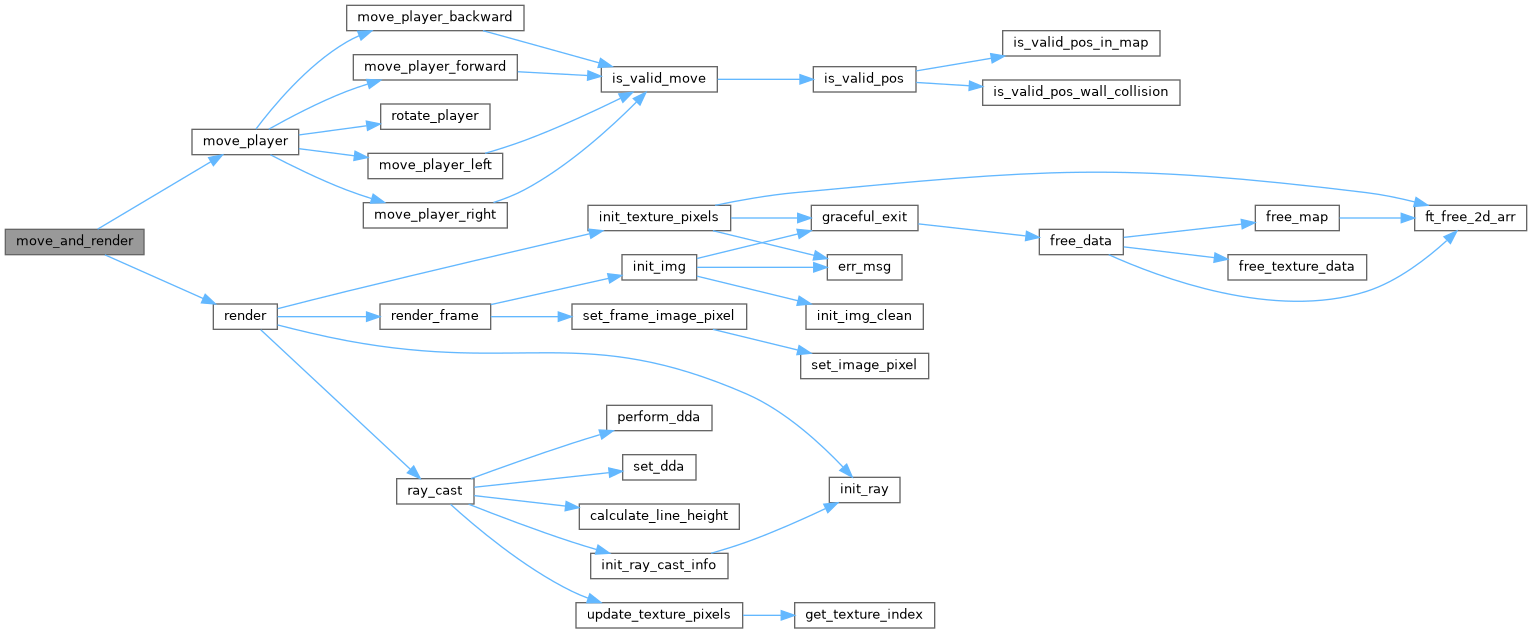 move_and_render
move_player
render
move_player_backward
move_player_forward
rotate_player
move_player_left
move_player_right
is_valid_move
is_valid_pos
is_valid_pos_in_map
is_valid_pos_wall_collision
init_texture_pixels
graceful_exit
free_data
free_map
ft_free_2d_arr
free_texture_data
init_img
err_msg
init_img_clean
render_frame
set_frame_image_pixel
set_image_pixel
ray_cast
perform_dda
set_dda
calculate_line_height
init_ray_cast_info
init_ray
update_texture_pixels
get_texture_index